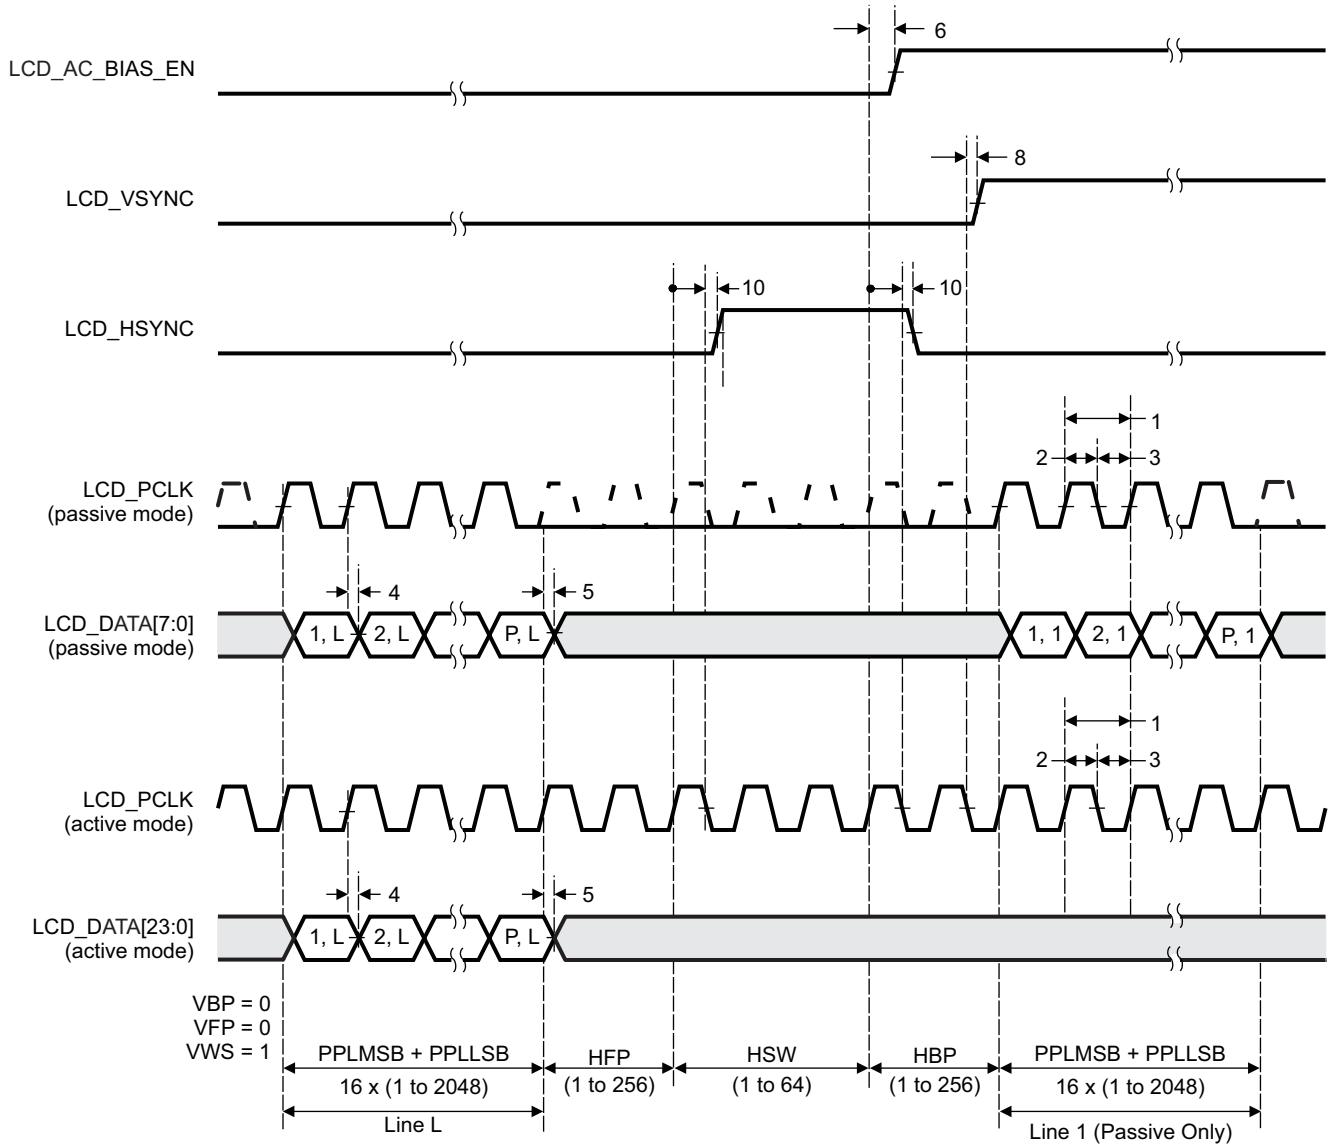 6
LCD_AC_BIAS_EN
8
LCD_VSYNC
10
10
LCD_HSYNC
1
2
3
LCD_PCLK
(passive mode)
4
5
LCD_DATA[7:0]
(passive mode)
1, L
2, L
P, L
1, 1
2, 1
P, 1
1
2
3
LCD_PCLK
(active mode)
4
5
LCD_DATA[23:0]
(active mode)
1, L
2, L
P, L
VBP = 0
VFP = 0
VWS = 1
PPLMSB + PPLLSB
16 x (1 to 2048)
HFP
(1 to 256)
HSW
(1 to 64)
HBP
(1 to 256)
PPLMSB + PPLLSB
16 x (1 to 2048)
Line L
Line 1 (Passive Only)